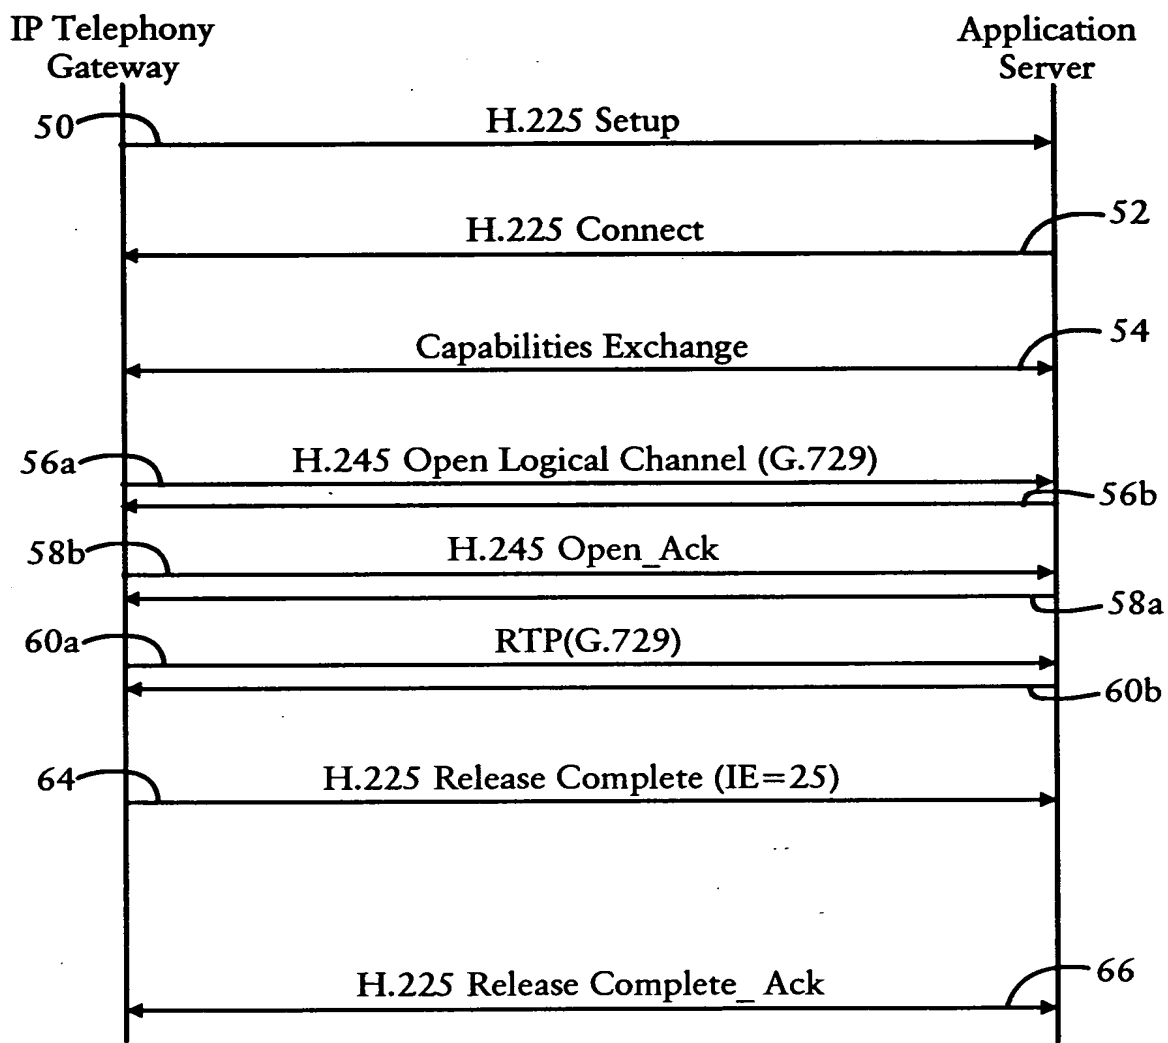 IP Telephony
Gateway
Application
Server
50
H.225 Setup
H.225 Connect
52
Capabilities Exchange
54
56a
H.245 Open Logical Channel (G.729)
56b
58b
H.245 Open_Ack
58a
60a
RTP(G.729)
60b
64
H.225 Release Complete (IE=25)
H.225 Release Complete_ Ack
66